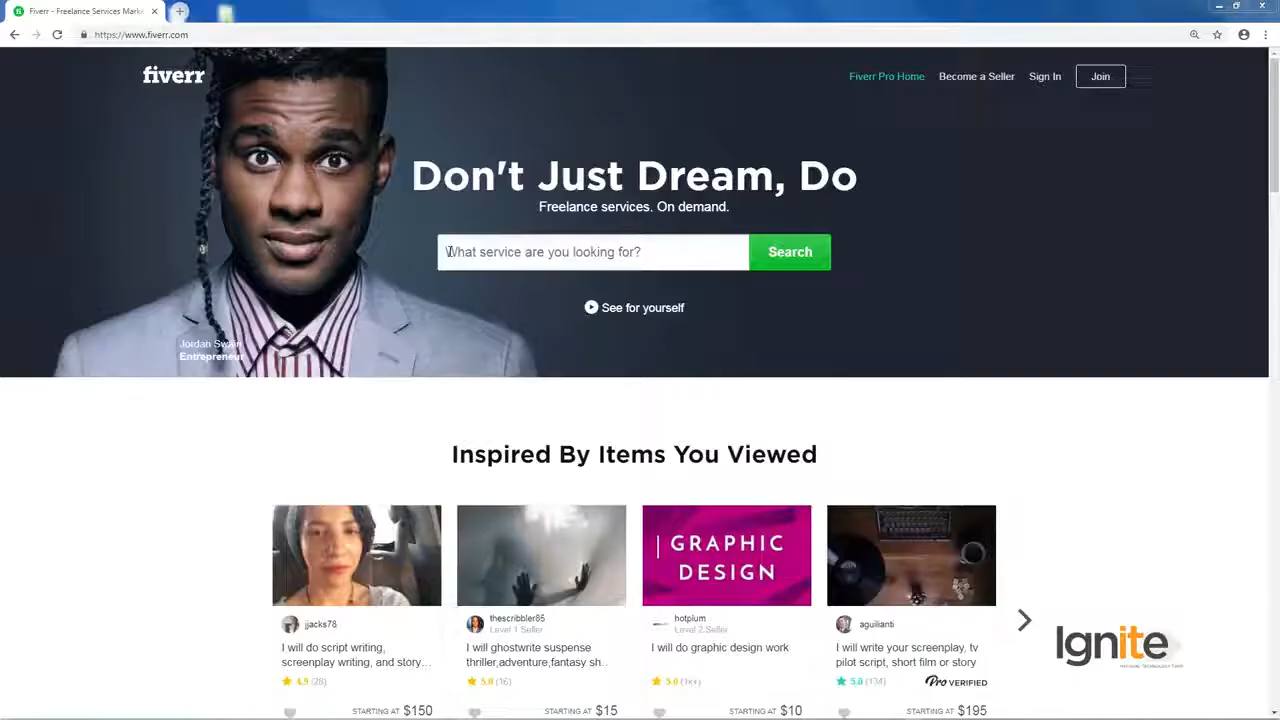 Fiverr - Freelance Services Mark
https://www.fiverr.com
fiverr
Fiverr Pro Home
Become a Seller
Sign In
Join
Don't Just Dream, Do
Freelance services. On demand.
What service are you looking for?
Search
See for yourself
Jordan Swain
Entrepreneur
Inspired By Items You Viewed
GRAPHIC
DESIGN
jjacks78
I will do script writing,
screenplay writing, and story...
4.9 (28)
STARTING AT $150
thescribbler85
Level 1 Seller
I will ghostwrite suspense
thriller,adventure,fantasy sh...
5.0 (16)
STARTING AT $15
hotplum
Level 2 Seller
I will do graphic design work
5.0
STARTING AT $10
aguilianti
I will write your screenplay, tv
pilot script, short film or story
5.0 (134)
Pro VERIFIED
STARTING AT $195
Ignite